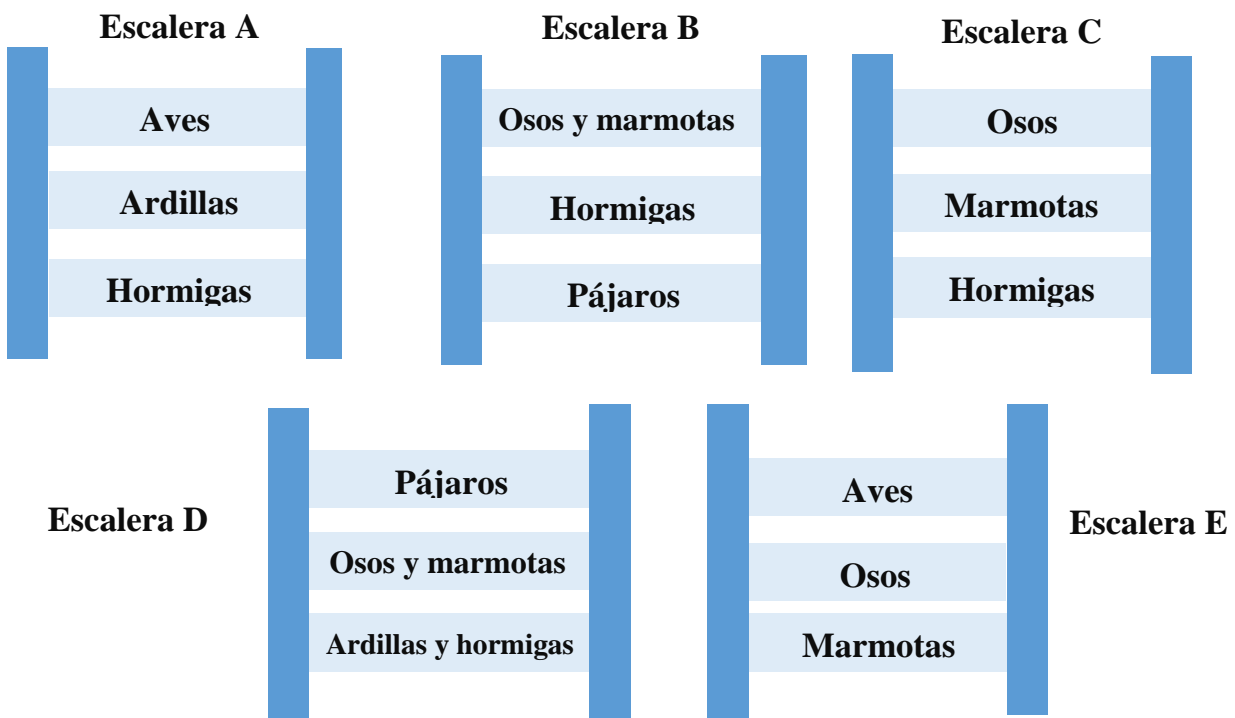 Escalera A
Aves
Ardillas
Hormigas
Escalera B
Osos y marmotas
Hormigas
Pájaros
Escalera C
Osos
Marmotas
Hormigas
Escalera D
Pájaros
Osos y marmotas
Ardillas y hormigas
Aves
Osos
Marmotas
Escalera E